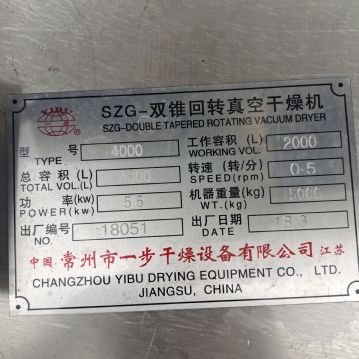 YIBU
SZG-双锥回转真空干燥机
SZG-DOUBLE TAPERED ROTATING VACUUM DRYER
型 号 4000 工作容积 (L) 2000
TYPE WORKING VOL.
总容积 (L) 转速 (转/分) 0-5
TOTAL VOL.(L) SPEED(rpm)
功 率(kw) 5.5 机器重量(kg)
POWER(kw) WT.(kg)
出厂编号 18051 出厂日期 18.3
NO. DATE
中国·常州市一步干燥设备有限公司 江苏
CHANGZHOU YIBU DRYING EQUIPMENT CO., LTD.
JIANGSU, CHINA